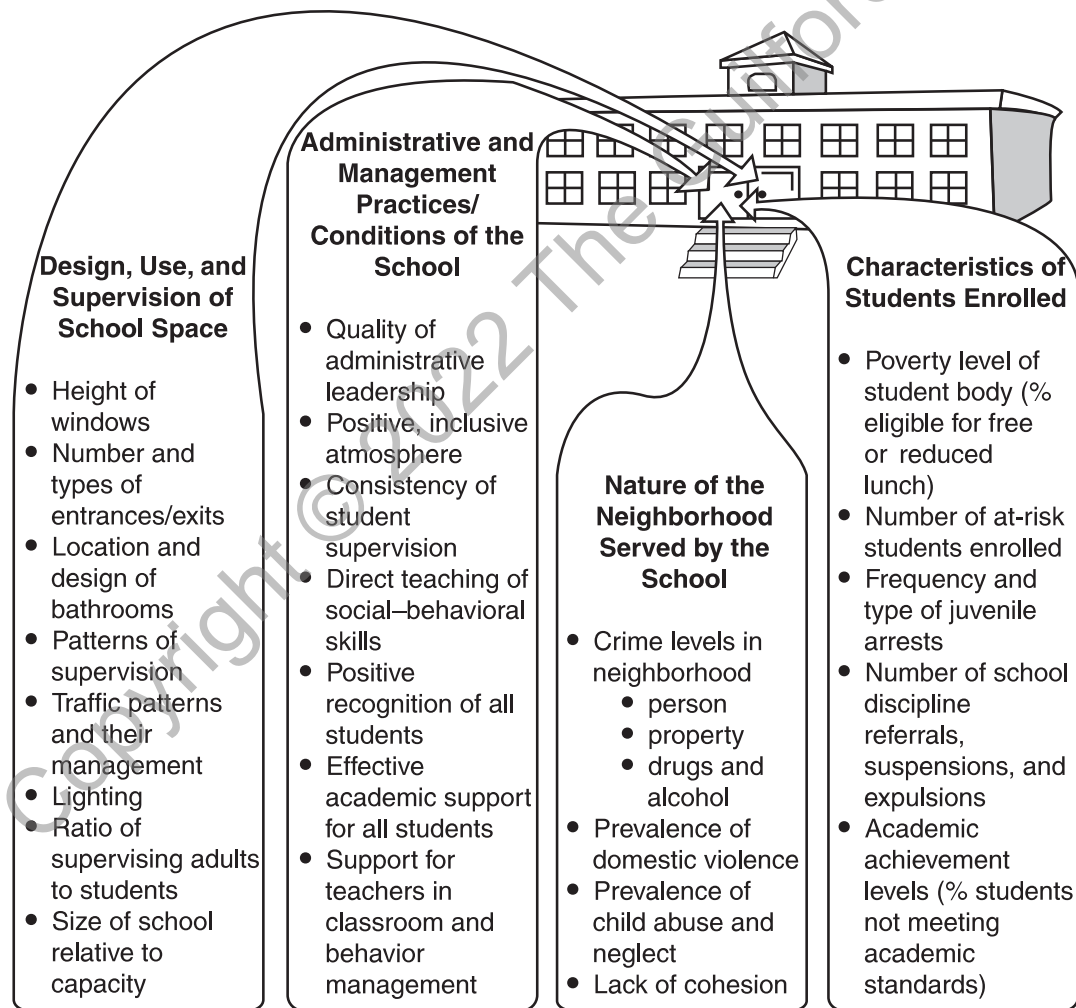 Design, Use, and
Supervision of
School Space
• Height of
windows
• Number and
types of
entrances/exits
• Location and
design of
bathrooms
• Patterns of
supervision
• Traffic patterns
and their
management
• Lighting
• Ratio of
supervising adults
to students
• Size of school
relative to
capacity
Administrative and
Management
Practices/
Conditions of the
School
• Quality of
administrative
leadership
• Positive, inclusive
atmosphere
• Consistency of
student
supervision
• Direct teaching of
social–behavioral
skills
• Positive
recognition of all
students
• Effective
academic support
for all students
• Support for
teachers in
classroom and
behavior
management
Nature of the
Neighborhood
Served by the
School
• Crime levels in
neighborhood
• person
• property
• drugs and
alcohol
• Prevalence of
domestic violence
• Prevalence of
child abuse and
neglect
• Lack of cohesion
Characteristics of
Students Enrolled
• Poverty level of
student body (%
eligible for free
or reduced
lunch)
• Number of at-risk
students enrolled
• Frequency and
type of juvenile
arrests
• Number of school
discipline
referrals,
suspensions, and
expulsions
• Academic
achievement
levels (% students
not meeting
academic
standards)
Copyright © 2022 The